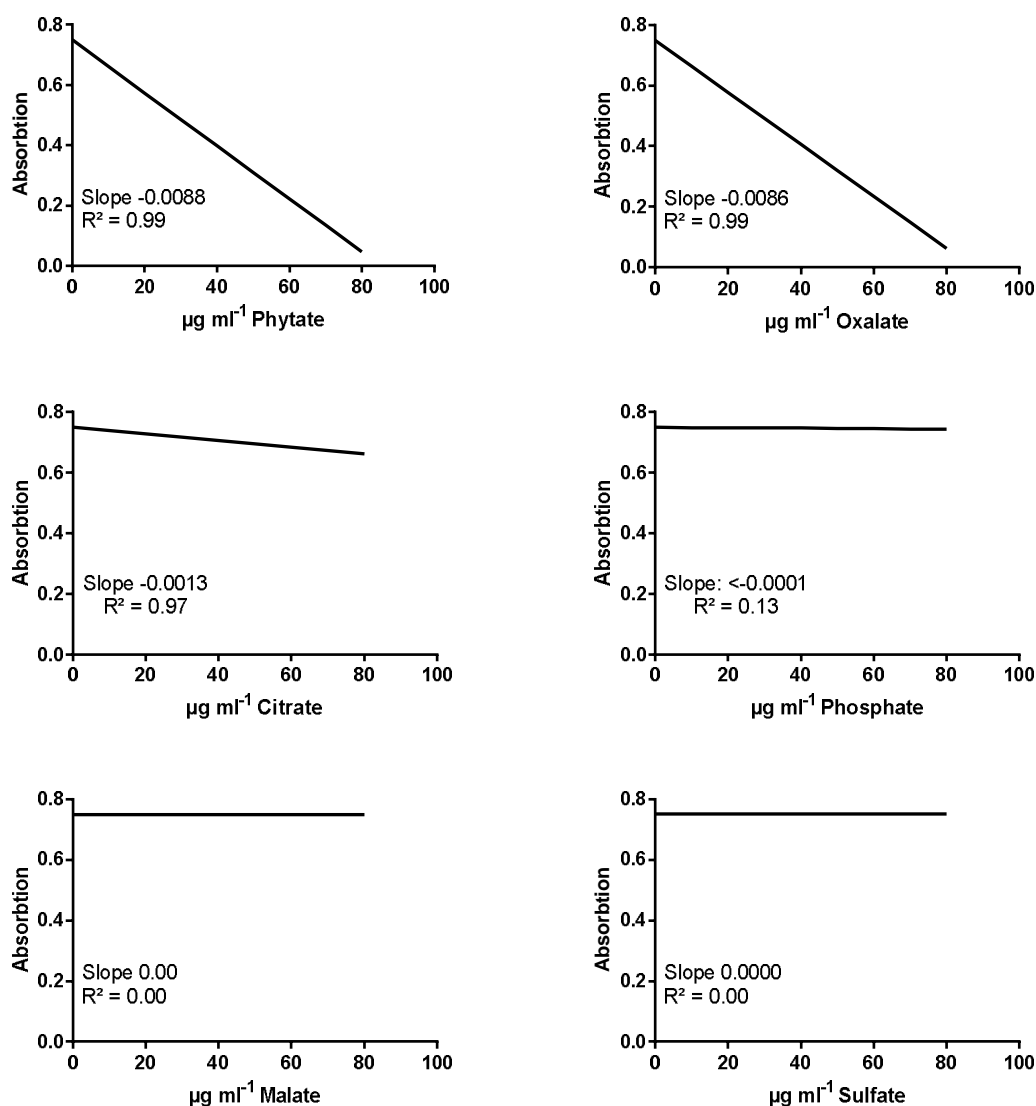 0.8
0.6
0.4
0.2
0.0
Absorbtion
Slope -0.0088
R² = 0.99
0 20 40 60 80 100
µg ml⁻¹ Phytate
0.8
0.6
0.4
0.2
0.0
Absorbtion
Slope -0.0086
R² = 0.99
0 20 40 60 80 100
µg ml⁻¹ Oxalate
0.8
0.6
0.4
0.2
0.0
Absorbtion
Slope -0.0013
R² = 0.97
0 20 40 60 80 100
µg ml⁻¹ Citrate
0.8
0.6
0.4
0.2
0.0
Absorbtion
Slope: <-0.0001
R² = 0.13
0 20 40 60 80 100
µg ml⁻¹ Phosphate
0.8
0.6
0.4
0.2
0.0
Absorbtion
Slope 0.00
R² = 0.00
0 20 40 60 80 100
µg ml⁻¹ Malate
0.8
0.6
0.4
0.2
0.0
Absorbtion
Slope 0.0000
R² = 0.00
0 20 40 60 80 100
µg ml⁻¹ Sulfate